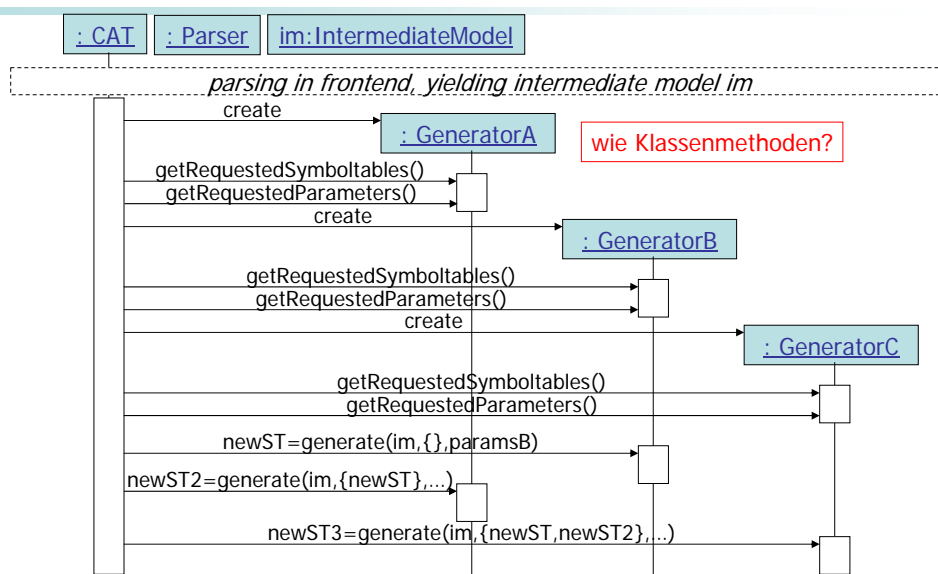 : CAT
: Parser
im:IntermediateModel
parsing in frontend, yielding intermediate model im
create
: GeneratorA
wie Klassenmethoden?
getRequestedSymboltables()
getRequestedParameters()
create
: GeneratorB
getRequestedSymboltables()
getRequestedParameters()
create
: GeneratorC
getRequestedSymboltables()
getRequestedParameters()
newST=generate(im,{},paramsB)
newST2=generate(im,{newST},...)
newST3=generate(im,{newST,newST2},...)